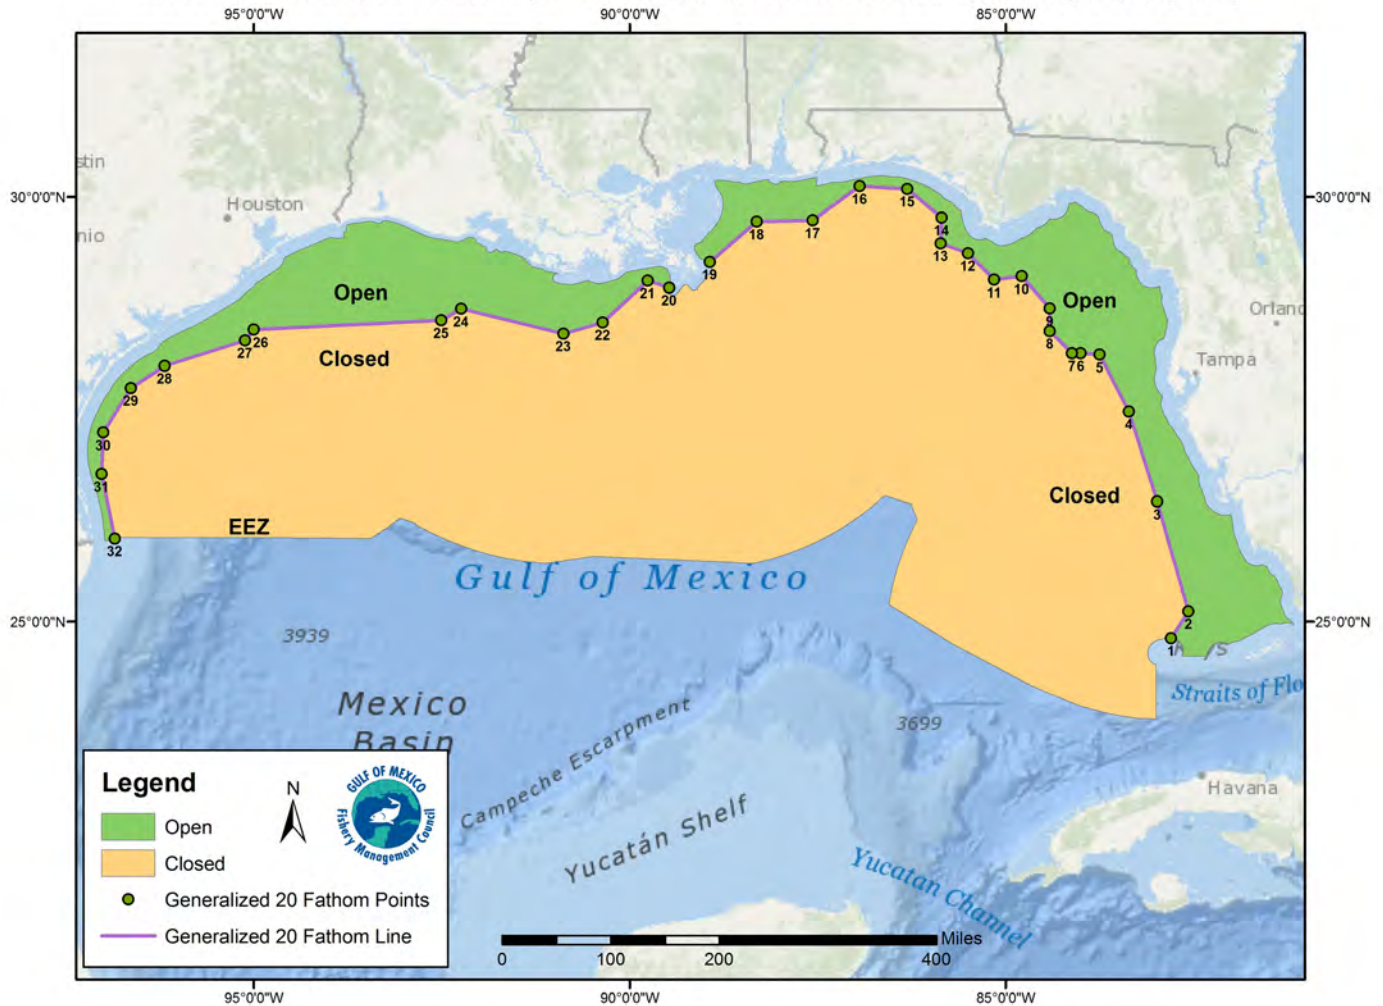 95°0'0"W
90°0'0"W
85°0'0"W
stin
30°0'0"N
30°0'0"N
Houston
nio
16
15
14
18
17
13
12
19
11
10
21
20
Open
Open
9
Orland
24
25
22
23
26
27
8
Closed
7
6
5
Tampa
28
29
4
30
31
Closed
3
EEZ
32
Gulf of Mexico
25°0'0"N
25°0'0"N
2
1
3939
Straits of Flo
Mexico
Basin
3699
Campeche Escarpment
Legend
N
GULF OF MEXICO
Fishery Management Council
Havana
Yucatán Shelf
Open
Closed
Yucatan Channel
Generalized 20 Fathom Points
Generalized 20 Fathom Line
Miles
0
100
200
400
95°0'0"W
90°0'0"W
85°0'0"W